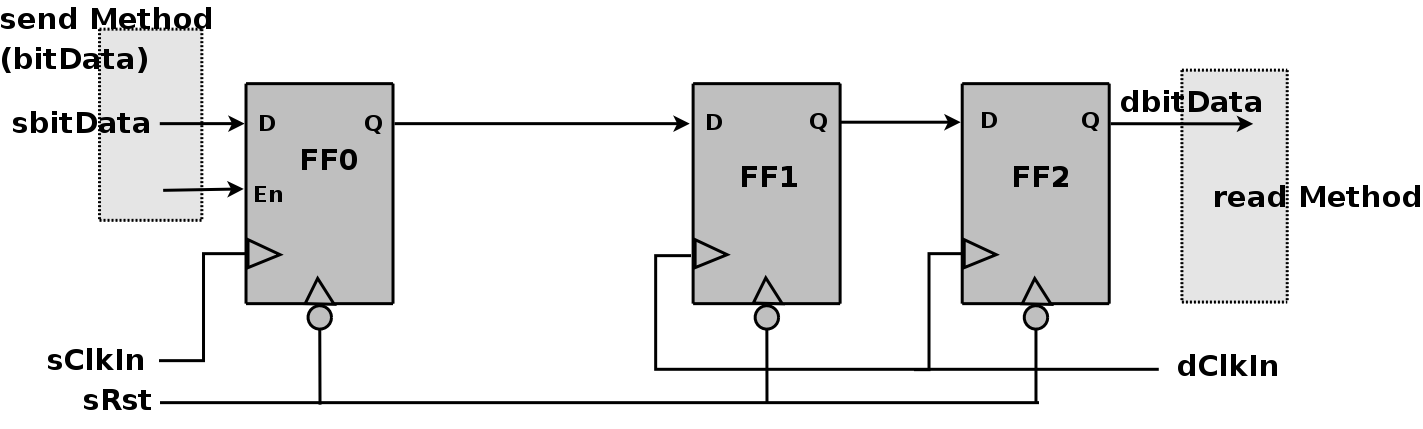 send Method
(bitData)
sbitData
D
Q
FF0
En
D
Q
FF1
D
Q
FF2
dbitData
read Method
sClkIn
sRst
dClkIn